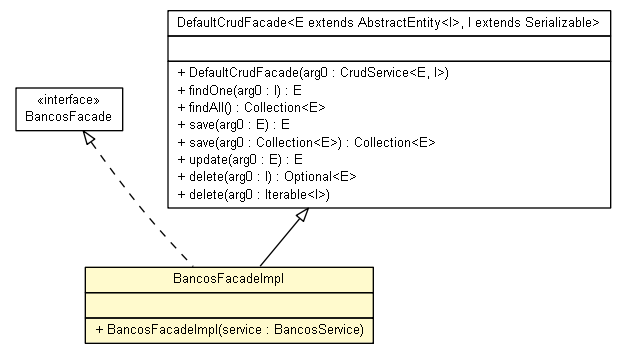 DefaultCrudFacade<E extends AbstractEntity<I>, I extends Serializable>
+ DefaultCrudFacade(arg0 : CrudService<E, I>)
+ findOne(arg0 : I) : E
+ findAll() : Collection<E>
+ save(arg0 : E) : E
+ save(arg0 : Collection<E>) : Collection<E>
+ update(arg0 : E) : E
+ delete(arg0 : I) : Optional<E>
+ delete(arg0 : Iterable<I>)
«interface»
BancosFacade
BancosFacadeImpl
+ BancosFacadeImpl(service : BancosService)